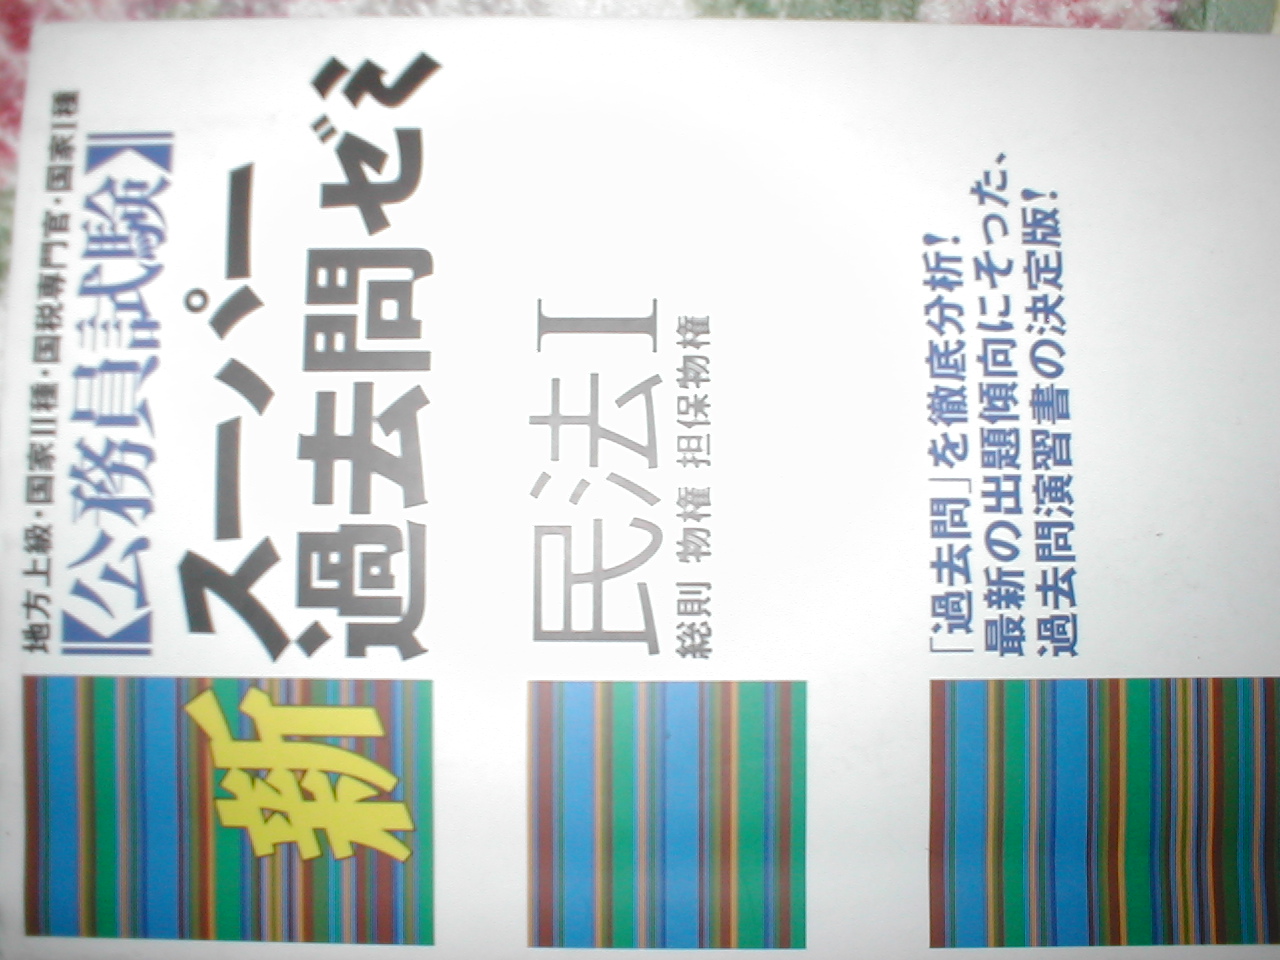 地方上級・国家II種・国税専門官・国家I種
【公務員試験】
新
スーパー
過去問ゼミ
民法I
総則 物権 担保物権
「過去問」を徹底分析!
最新の出題傾向にそった、
過去問演習書の決定版!